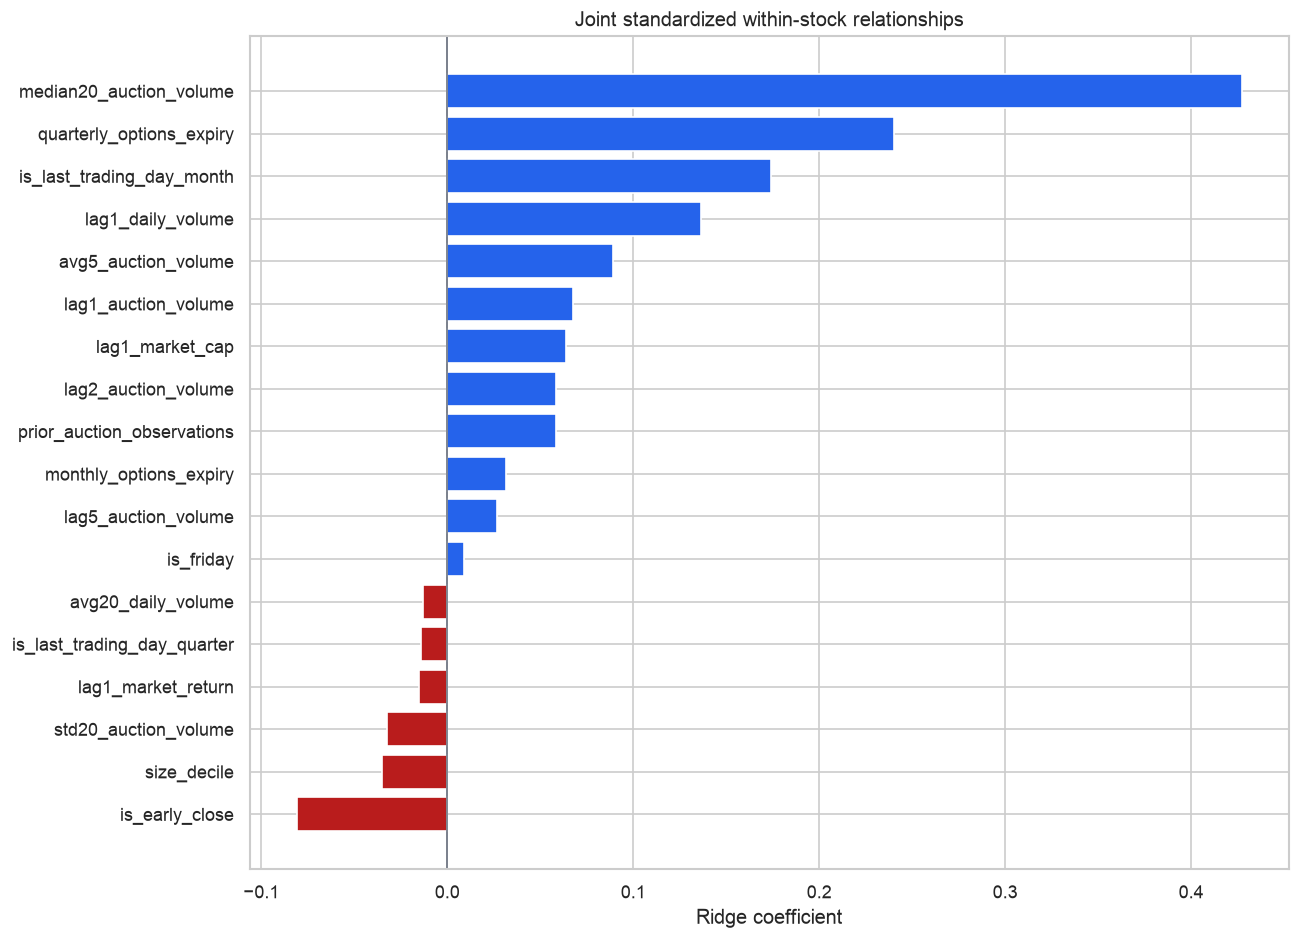 Joint standardized within-stock relationships
median20_auction_volume
quarterly_options_expiry
is_last_trading_day_month
lag1_daily_volume
avg5_auction_volume
lag1_auction_volume
lag1_market_cap
lag2_auction_volume
prior_auction_observations
monthly_options_expiry
lag5_auction_volume
is_friday
avg20_daily_volume
is_last_trading_day_quarter
lag1_market_return
std20_auction_volume
size_decile
is_early_close
−0.1 0.0 0.1 0.2 0.3 0.4
Ridge coefficient